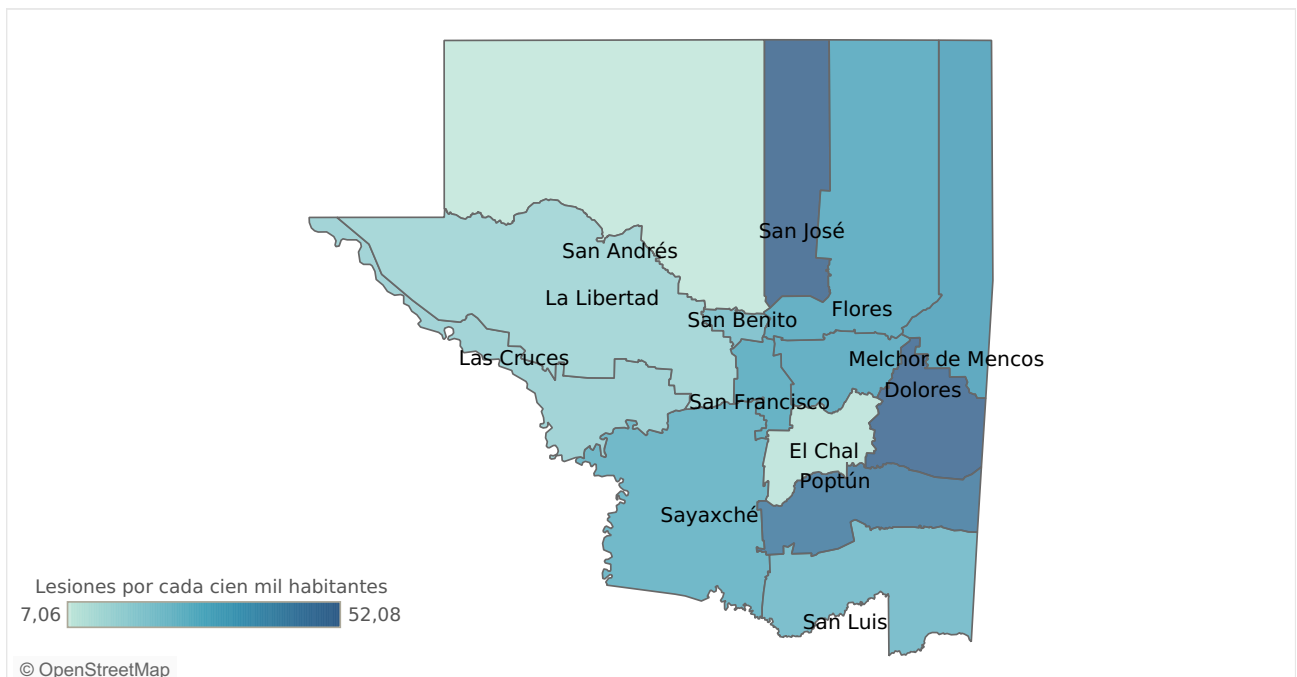 San José
San Andrés
La Libertad
Flores
San Benito
Las Cruces
Melchor de Mencos
Dolores
San Francisco
El Chal
Poptún
Sayaxché
San Luis
Lesiones por cada cien mil habitantes
7,06 52,08
© OpenStreetMap